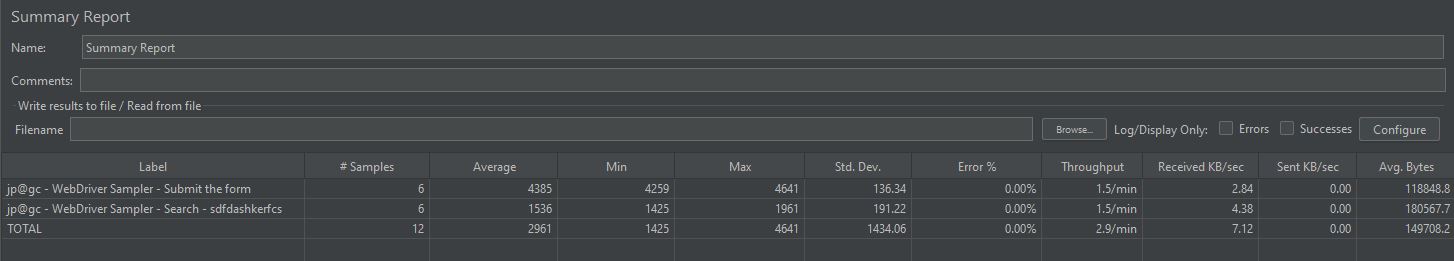 Summary Report
Name: Summary Report
Comments:
Write results to file / Read from file
Filename Browse... Log/Display Only: Errors Successes Configure
Label # Samples Average Min Max Std. Dev. Error % Throughput Received KB/sec Sent KB/sec Avg. Bytes
jp@gc - WebDriver Sampler - Submit the form 6 4385 4259 4641 136.34 0.00% 1.5/min 2.84 0.00 118848.8
jp@gc - WebDriver Sampler - Search - sdfdashkerfcs 6 1536 1425 1961 191.22 0.00% 1.5/min 4.38 0.00 180567.7
TOTAL 12 2961 1425 4641 1434.06 0.00% 2.9/min 7.12 0.00 149708.2